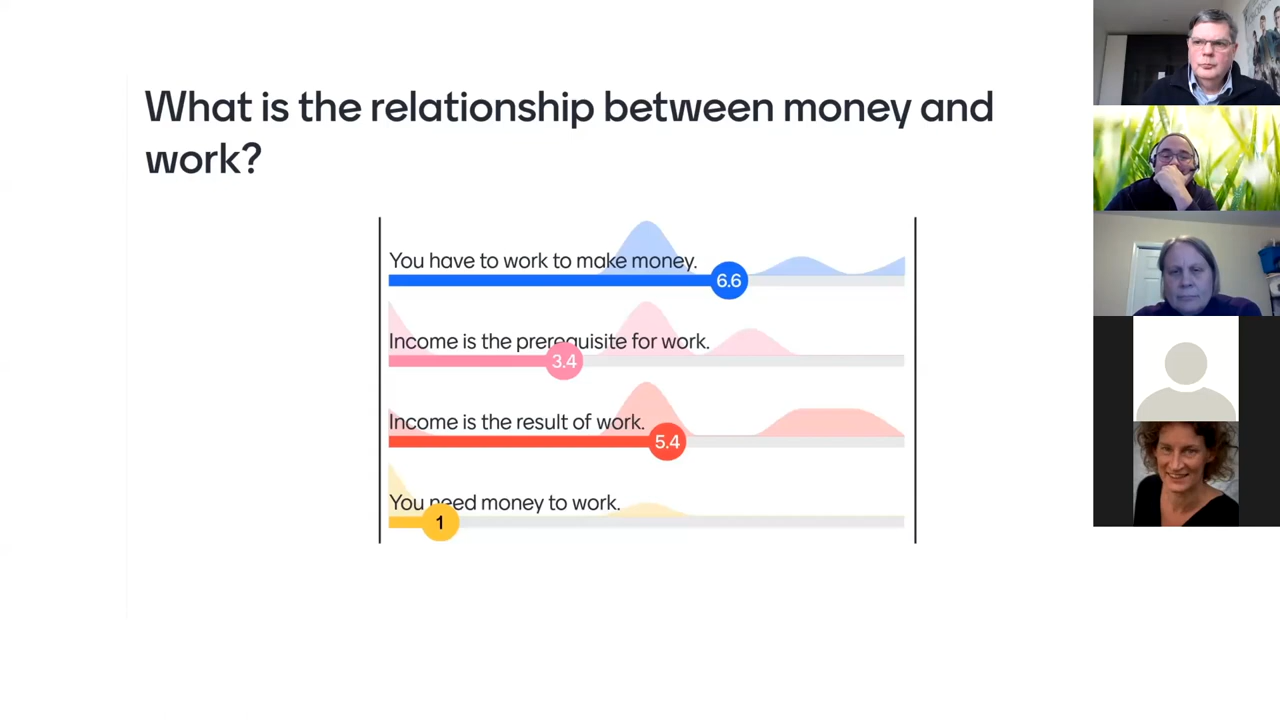 What is the relationship between money and
work?
You have to work to make money.
6.6
Income is the prerequisite for work.
3.4
Income is the result of work.
5.4
You need money to work.
1